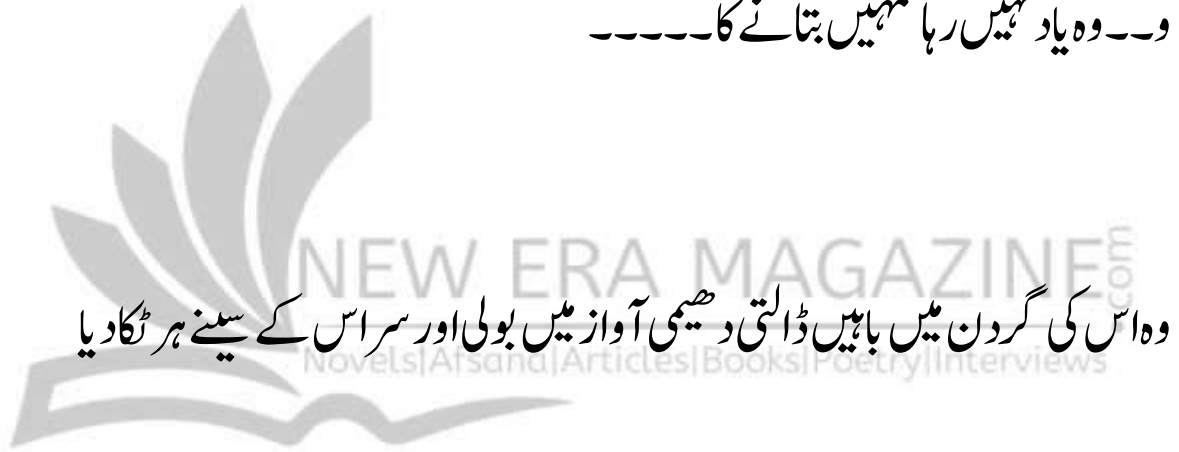 و۔۔وہ یاد نہیں رہا تمہیں بتانے کا۔۔۔۔۔
NEW ERA MAGAZINE.com
وہ اس کی گردن میں باہیں ڈالتی دھیمی آواز میں بولی اور سر اس کے سینے ہر ٹکا دیا
Novels|Afsana|Articles|Books|Poetry|Interviews